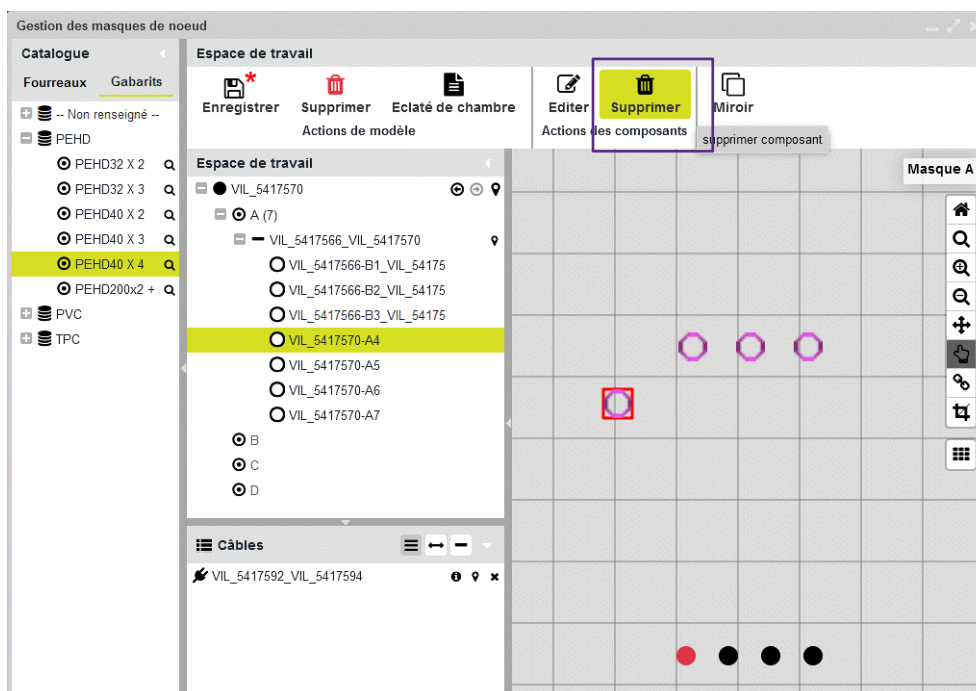 Gestion des masques de noeud
Catalogue
Fourreaux Gabarits
-- Non renseigné --
PEHD
PEHD32 X 2
PEHD32 X 3
PEHD40 X 2
PEHD40 X 3
PEHD40 X 4
PEHD200x2 +
PVC
TPC
Espace de travail
Enregistrer Supprimer Eclaté de chambre
Actions de modèle
Editer Supprimer Miroir
Actions des composants
supprimer composant
Espace de travail
VIL_5417570
A (7)
VIL_5417566_VIL_5417570
VIL_5417566-B1_VIL_54175
VIL_5417566-B2_VIL_54175
VIL_5417566-B3_VIL_54175
VIL_5417570-A4
VIL_5417570-A5
VIL_5417570-A6
VIL_5417570-A7
B
C
D
Câbles
VIL_5417592_VIL_5417594
Masque A